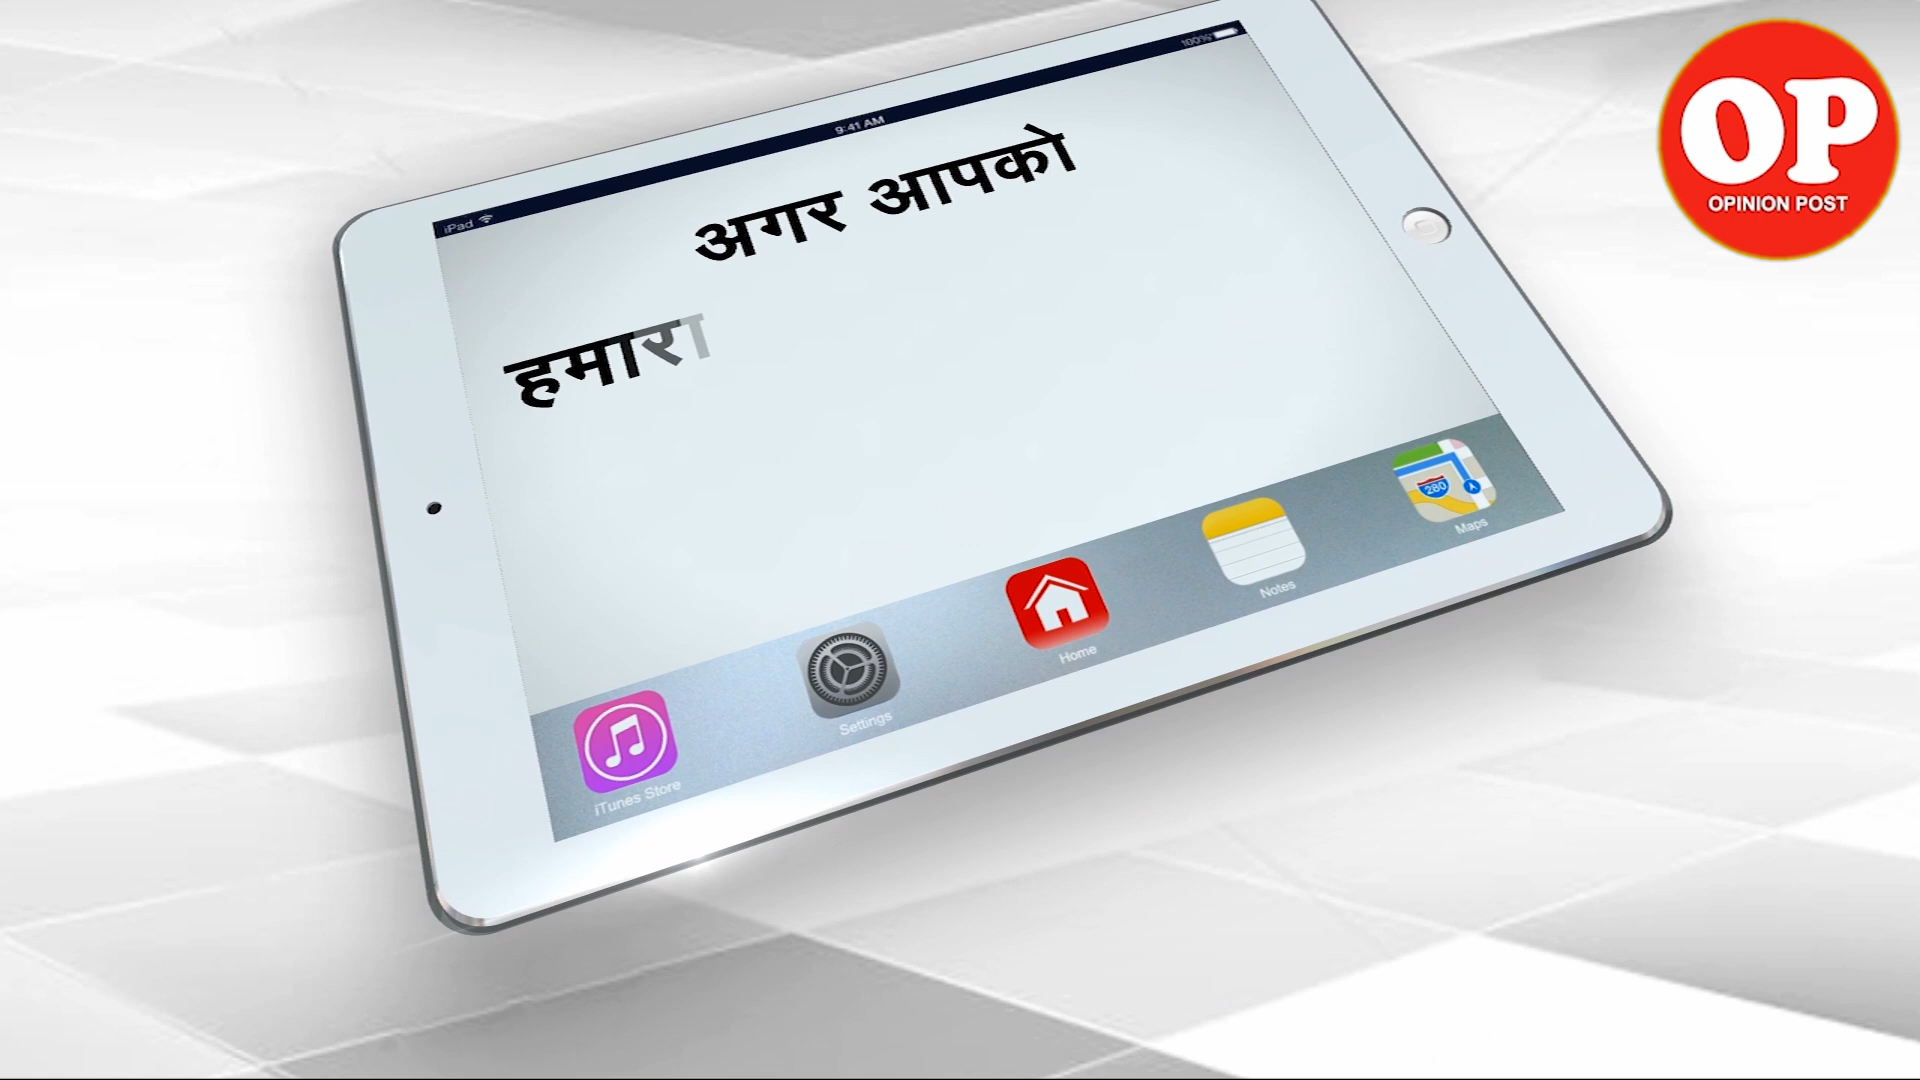 iPad
9:41 AM
100%
अगर आपको
हमारा
iTunes Store
Settings
Home
Notes
280
Maps
OP
OPINION POST